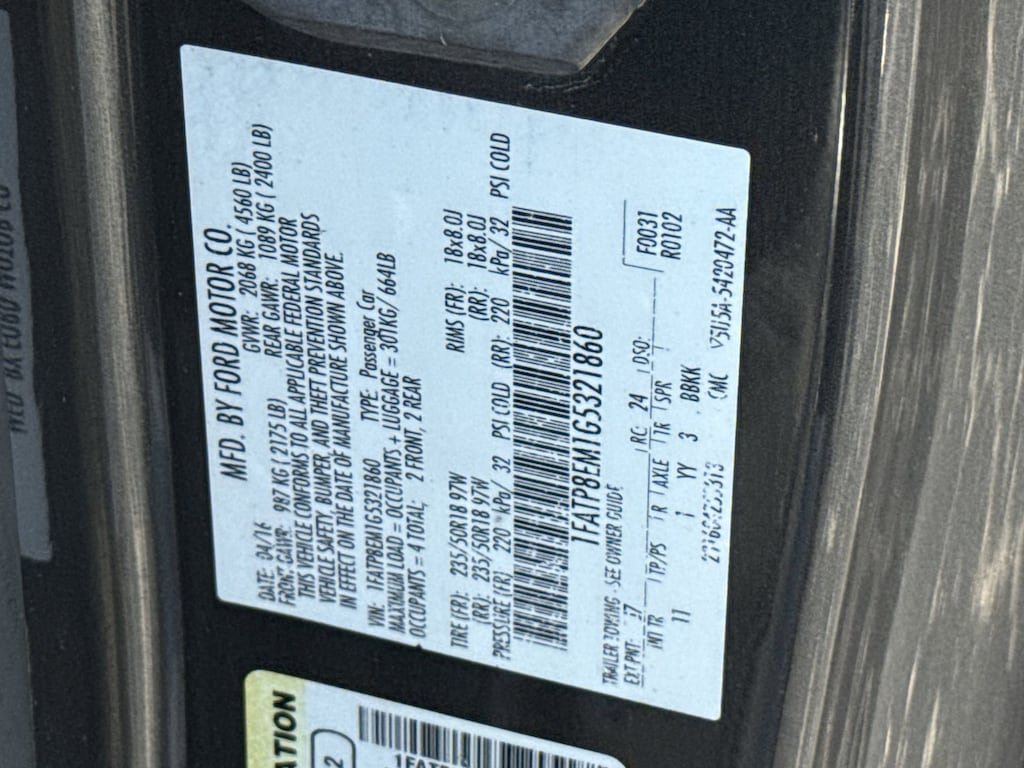 MFD. BY FORD MOTOR CO.
DATE: 04/16 GVWR: 2068 KG ( 4560 LB)
FRONT GAWR: 987 KG ( 2175 LB) REAR GAWR: 1089 KG ( 2400 LB)
THIS VEHICLE CONFORMS TO ALL APPLICABLE FEDERAL MOTOR
VEHICLE SAFETY, BUMPER, AND THEFT PREVENTION STANDARDS
IN EFFECT ON THE DATE OF MANUFACTURE SHOWN ABOVE.
VIN: 1FATP8EM1G5321860 TYPE: Passenger Car
MAXIMUM LOAD = OCCUPANTS + LUGGAGE = 301KG/ 664LB
OCCUPANTS = 4 TOTAL; 2 FRONT, 2 REAR
TIRE (FR): 235/50R18 97W RIMS (FR): 18x8.0J
(RR): 235/50R18 97W (RR): 18x8.0J
PRESSURE (FR) 220 kPa/ 32 PSI COLD (RR): 220 kPa/ 32 PSI COLD
1FATP8EM1G5321860
TRAILER TOWING - SEE OWNER GUIDE F0031
EXT PNT: J7 RC: 24 DSO: R0102
INT TR TP/PS R AXLE TR SPR
11 1 YY 3 BBKK
CMC V5U5A-5420472-AA
ATION
2
1FATP